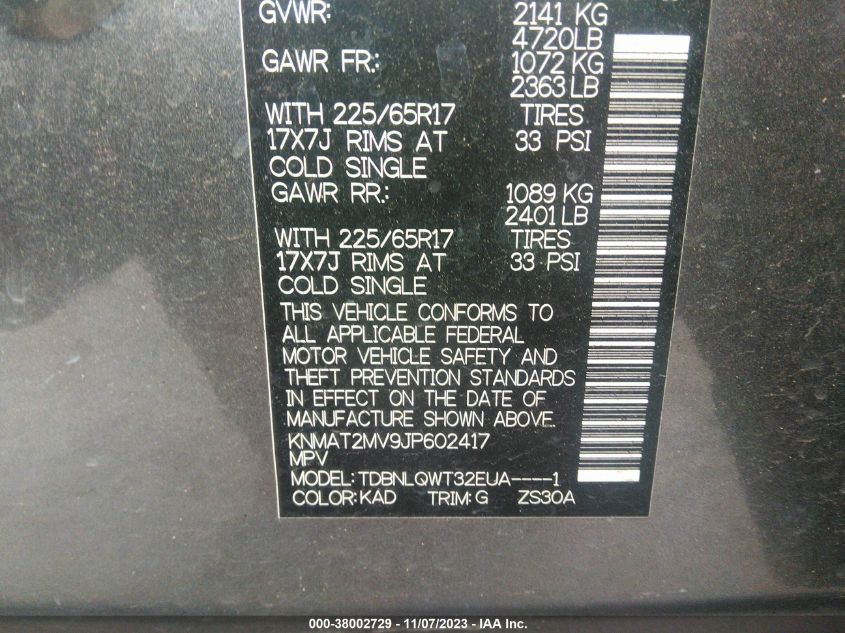 GVWR: 2141 KG
4720LB
GAWR FR.: 1072 KG
2363 LB
WITH 225/65R17 TIRES
17X7J RIMS AT 33 PSI
COLD SINGLE
GAWR RR.: 1089 KG
2401 LB
WITH 225/65R17 TIRES
17X7J RIMS AT 33 PSI
COLD SINGLE
THIS VEHICLE CONFORMS TO
ALL APPLICABLE FEDERAL
MOTOR VEHICLE SAFETY AND
THEFT PREVENTION STANDARDS
IN EFFECT ON THE DATE OF
MANUFACTURE SHOWN ABOVE.
KNMAT2MV9JP602417
MPV
MODEL: TDBNLQWT32EUA----1
COLOR: KAD TRIM: G ZS30A
000-38002729 - 11/07/2023 - IAA Inc.